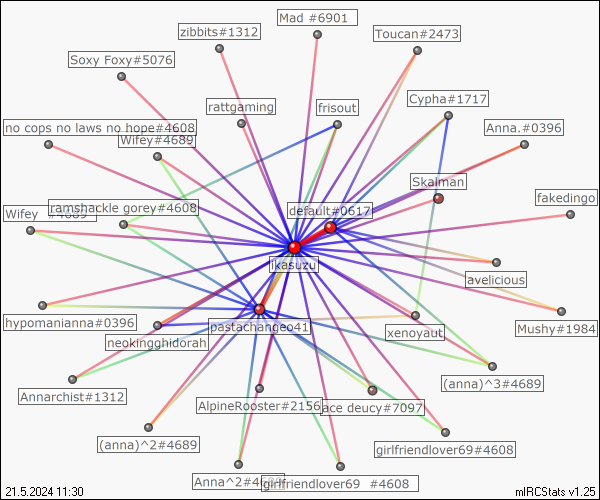 Mad #6901
zibbits#1312
Toucan#2473
Soxy Foxy#5076
rattgaming
frisout
Cypha#1717
no cops no laws no hope#4608
Wifey#4689
Anna.#0396
Skalman
fakedingo
ramshackle gorey#4608
default#0617
Wifey #4689
ikasuzu
avelicious
hypomanianna#0396
pastachangeo41
xenoyaut
Mushy#1984
neokingghidorah
Annarchist#1312
(anna)^3#4689
AlpineRooster#2156
ace deucy#7097
(anna)^2#4689
girlfriendlover69#4608
Anna^2#4689
girlfriendlover69 #4608
21.5.2024 11:30
mIRCStats v1.25